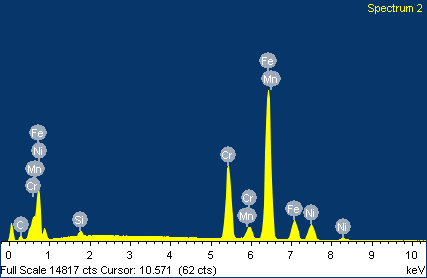 Spectrum 2
Fe
Fe
Mn
Ni
Mn
Cr
Cr
Cr
C
Si
Mn
Fe
Ni
Ni
0 1 2 3 4 5 6 7 8 9 10
Full Scale 14817 cts Cursor: 10.571 (62 cts) keV